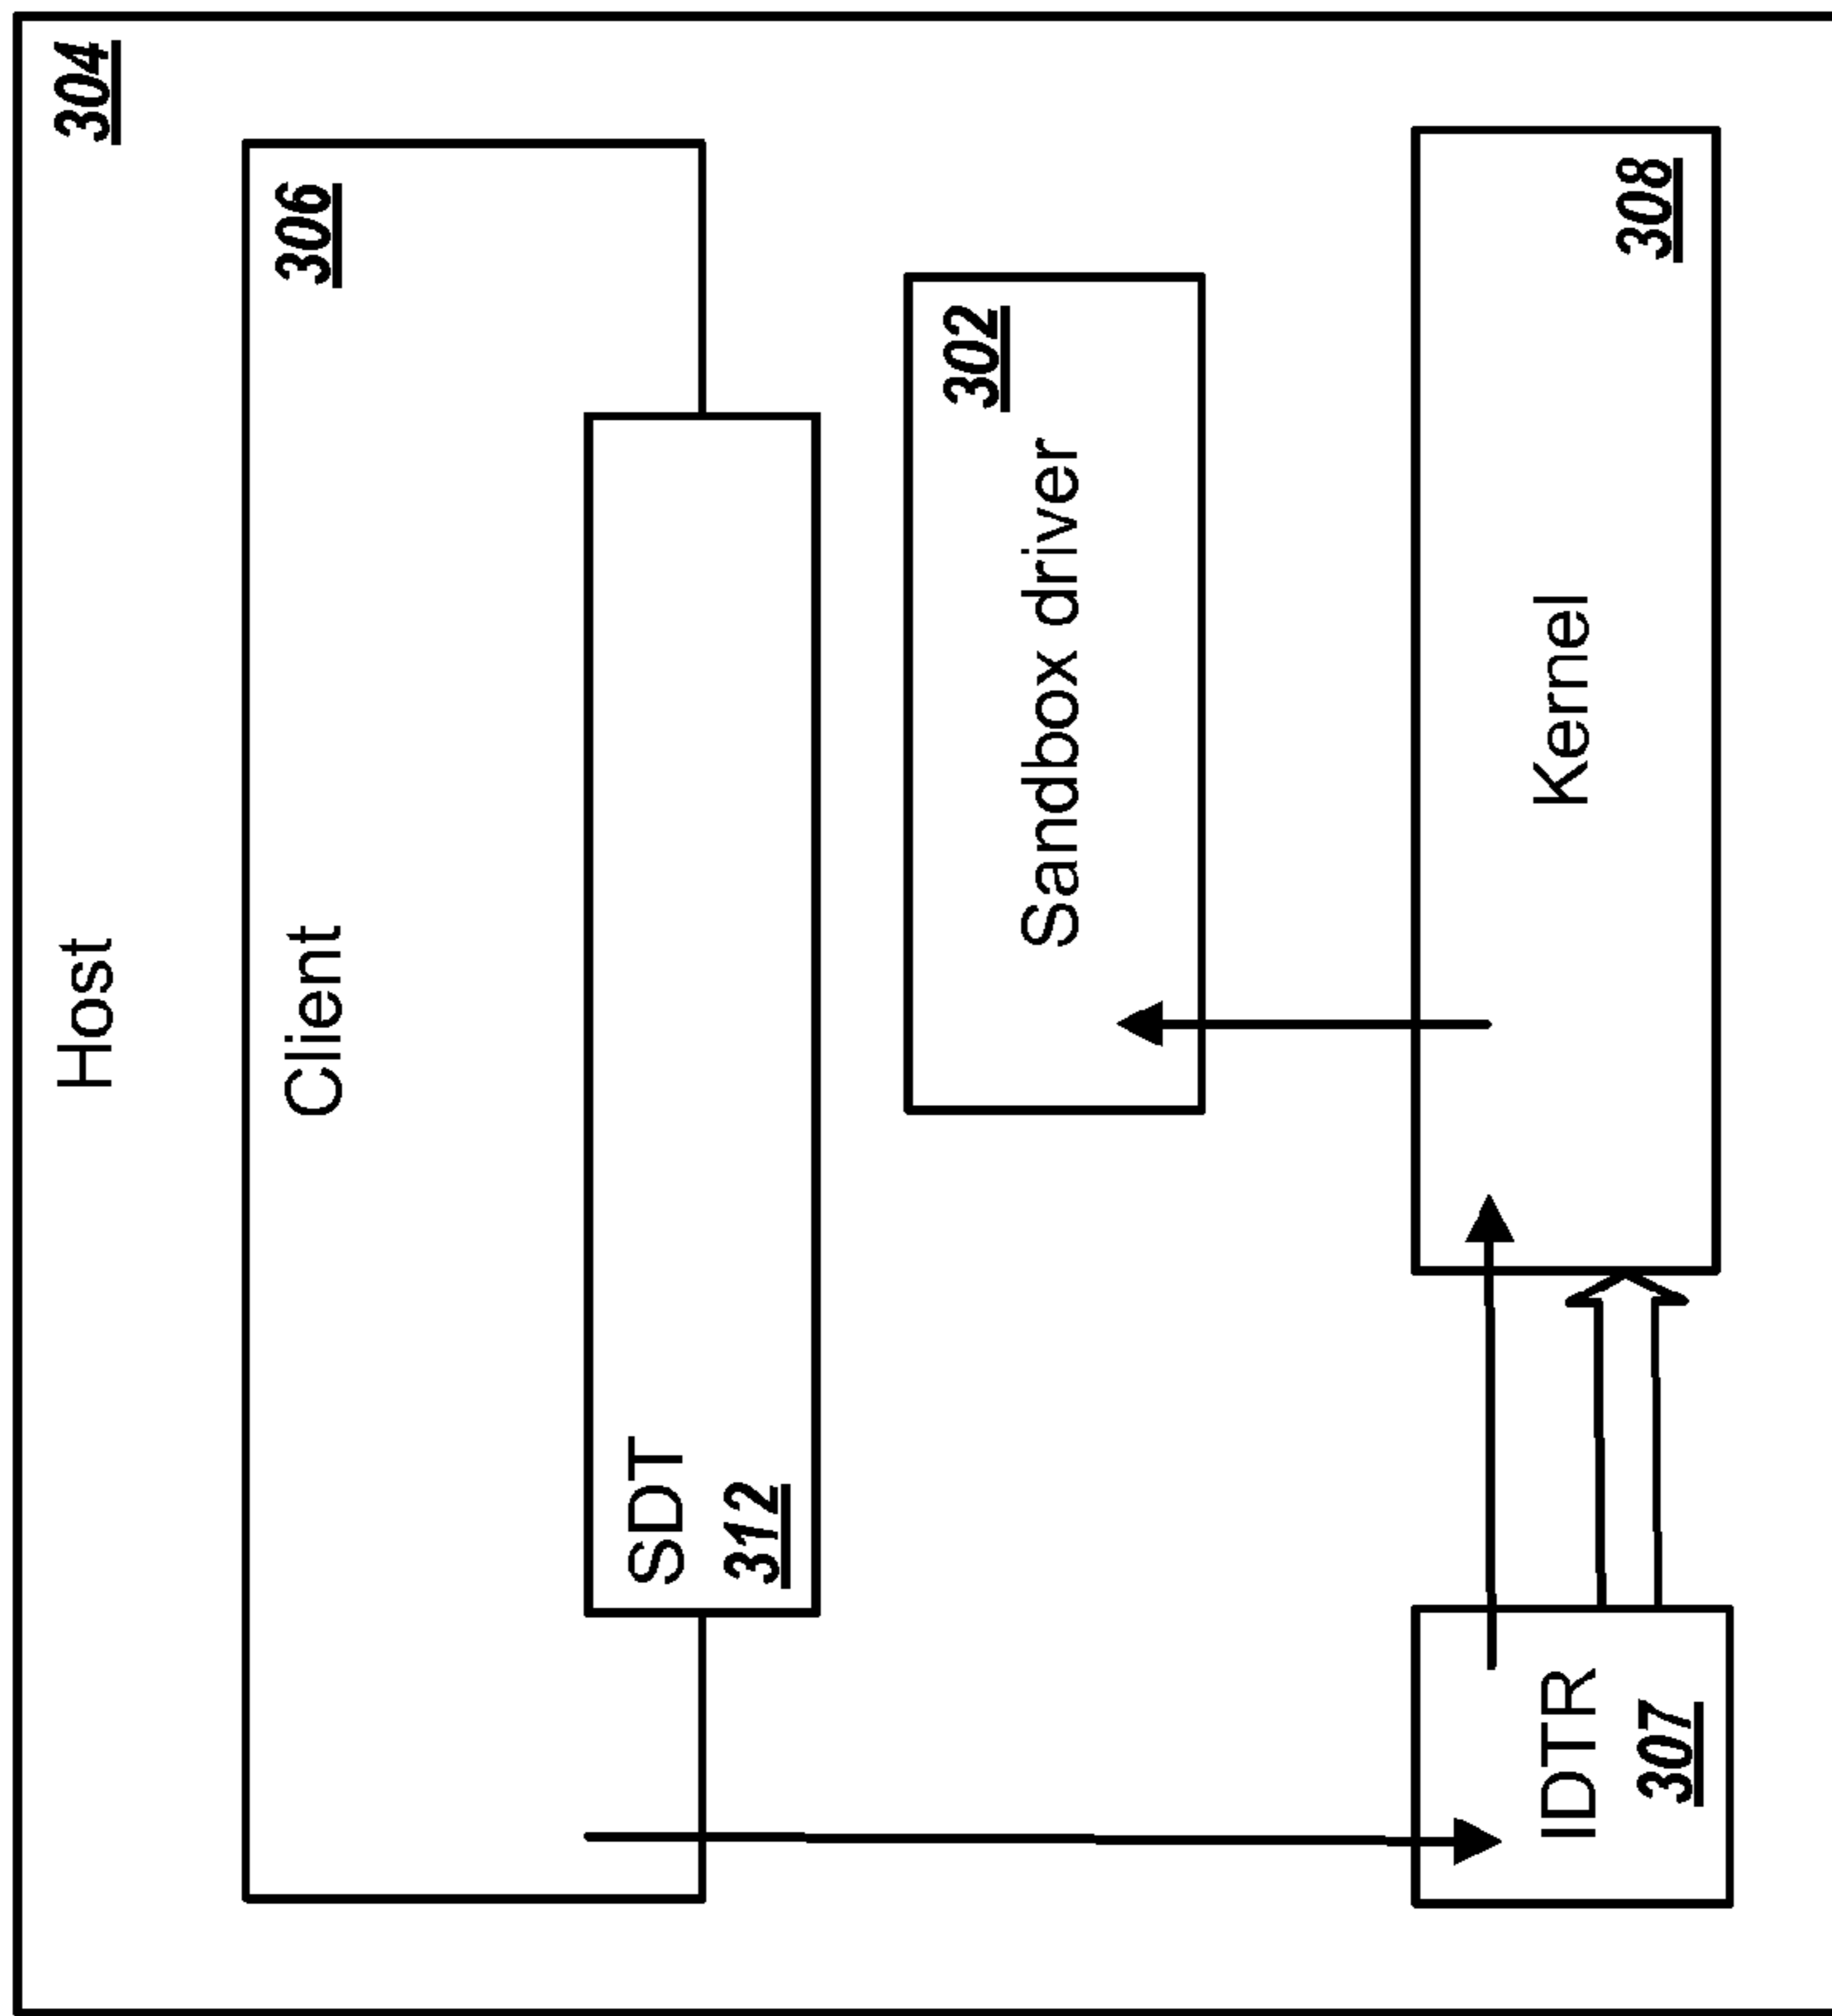 Host
304
Client
306
SDT
312
Sandbox driver
302
IDTR
307
Kernel
308